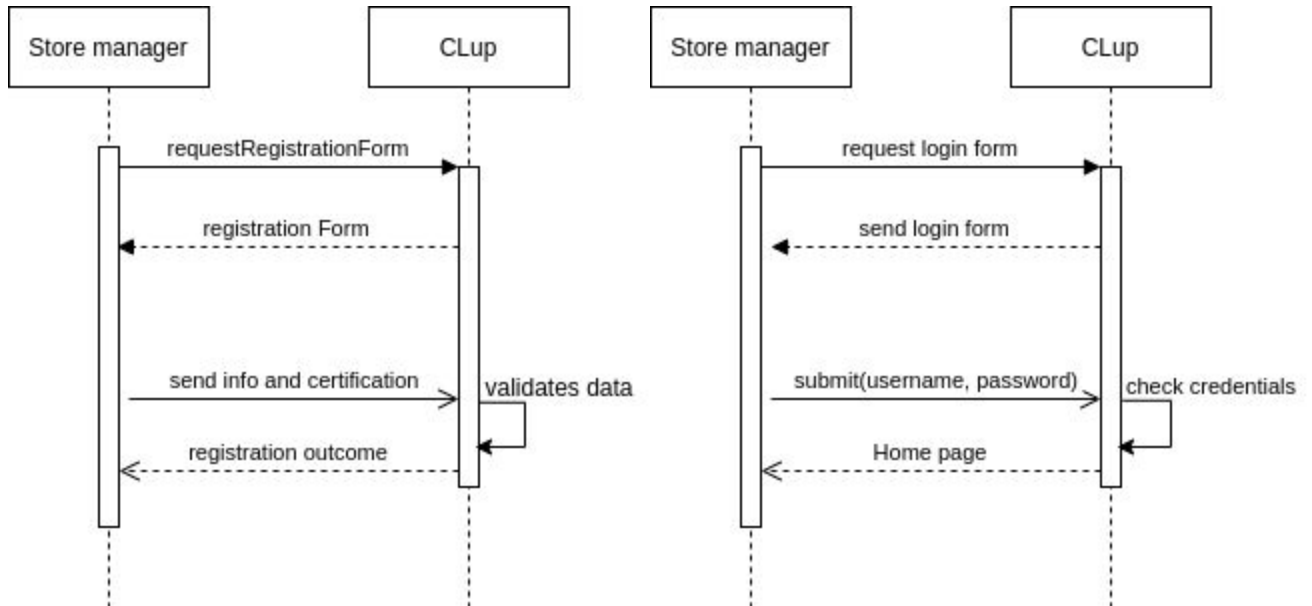 Store manager
CLup
requestRegistrationForm
registration Form
send info and certification
validates data
registration outcome
Store manager
CLup
request login form
send login form
submit(username, password)
check credentials
Home page